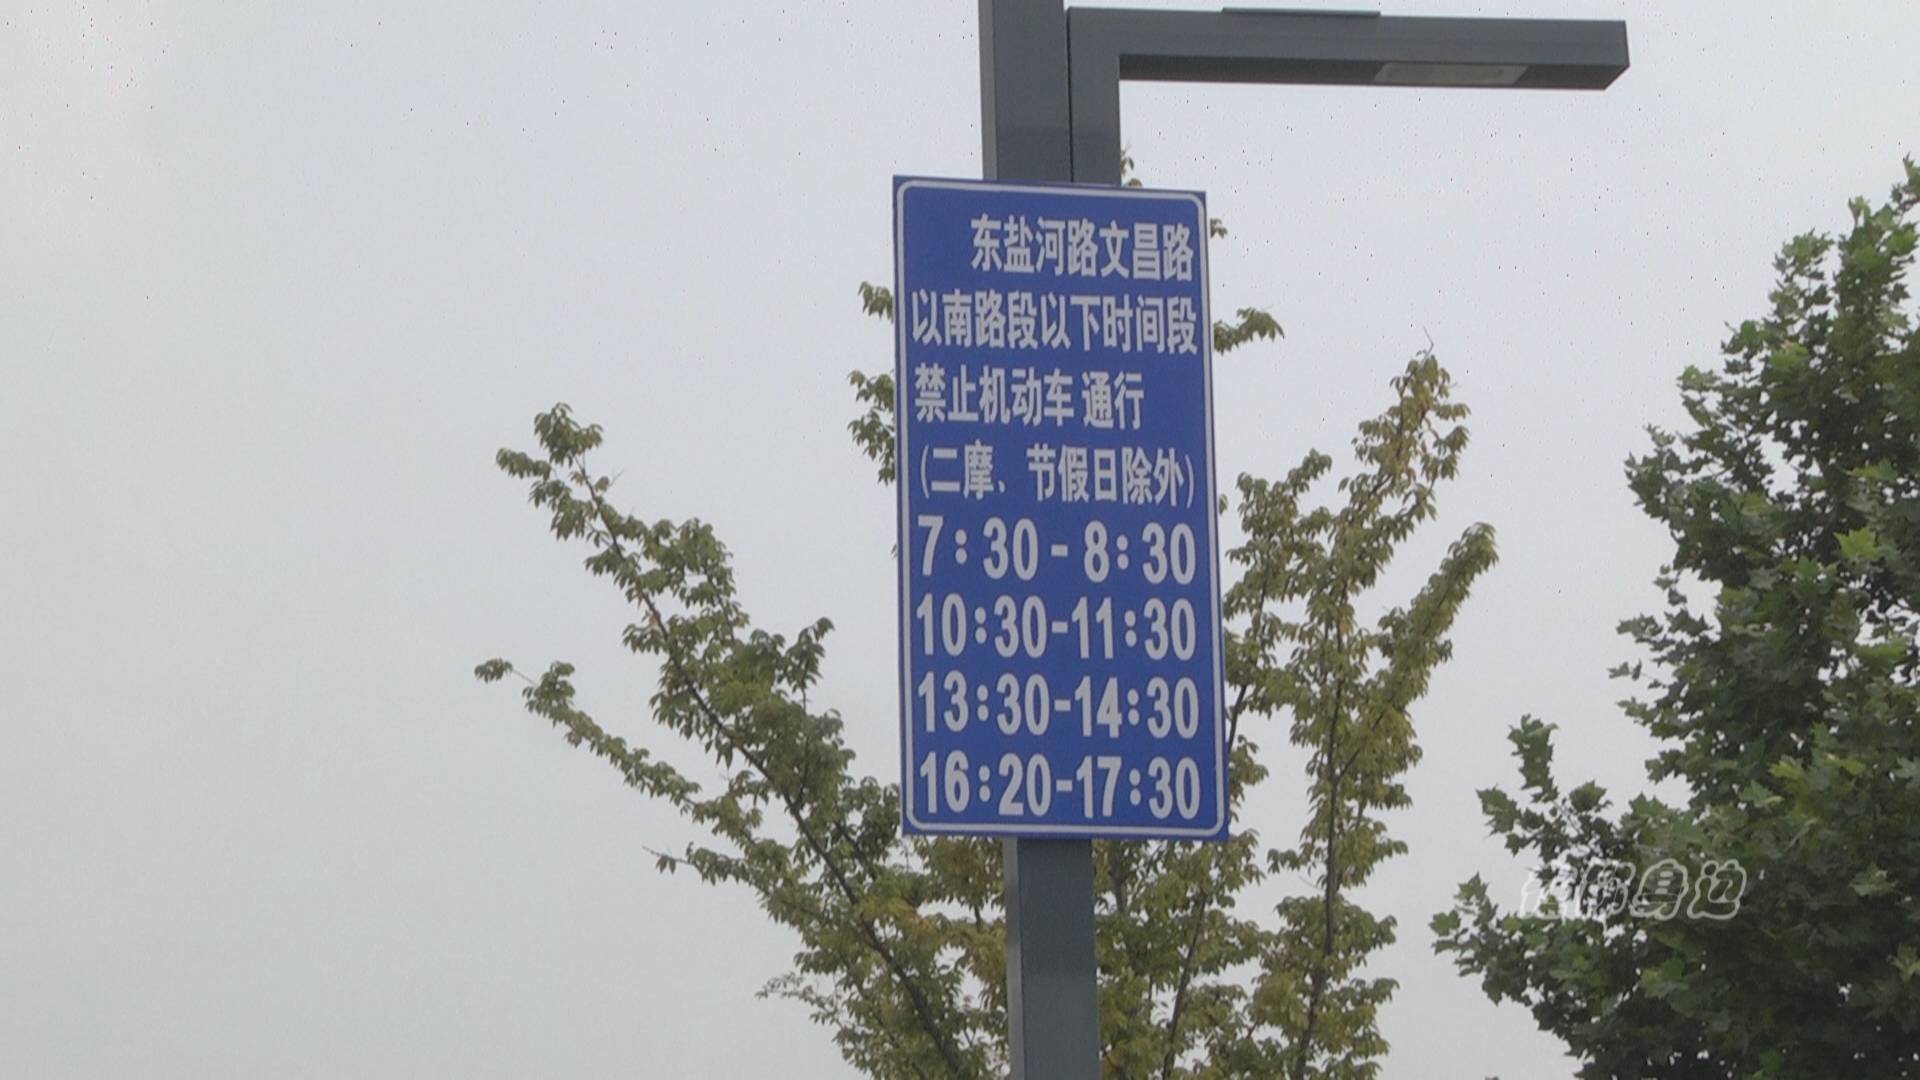 东盐河路文昌路
以南路段以下时间段
禁止机动车 通行
(二摩、节假日除外)
7:30-8:30
10:30-11:30
13:30-14:30
16:20-17:30
身边